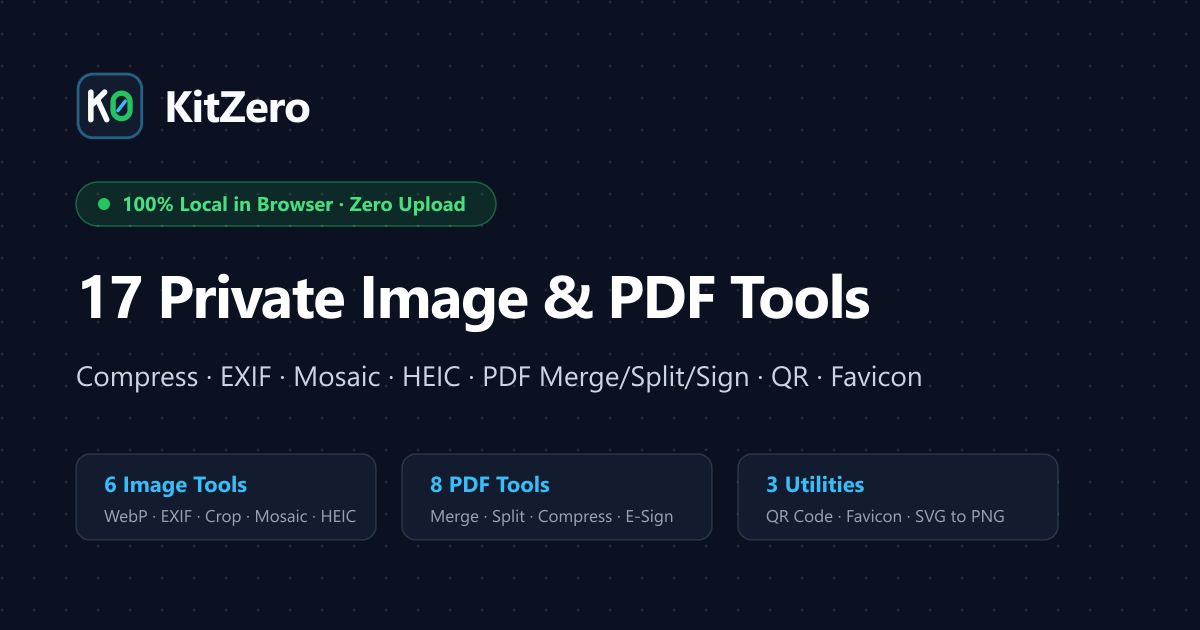 K0 KitZero
100% Local in Browser · Zero Upload
17 Private Image & PDF Tools
Compress · EXIF · Mosaic · HEIC · PDF Merge/Split/Sign · QR · Favicon
6 Image Tools
WebP · EXIF · Crop · Mosaic · HEIC
8 PDF Tools
Merge · Split · Compress · E-Sign
3 Utilities
QR Code · Favicon · SVG to PNG